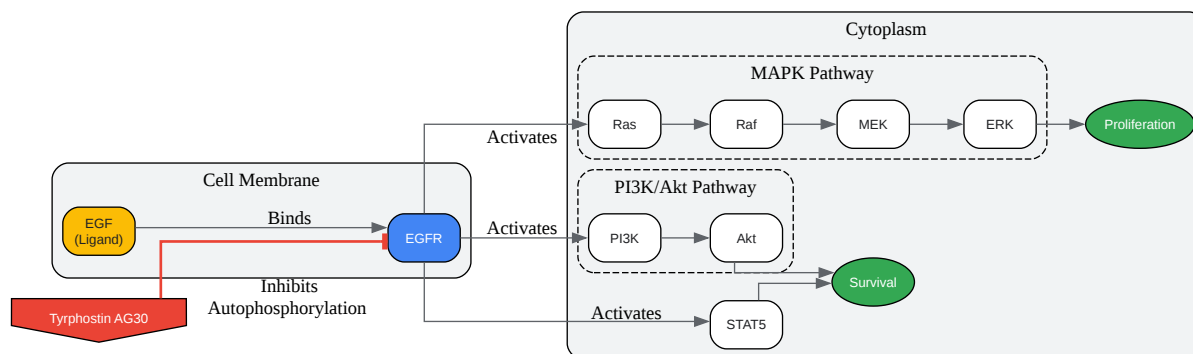 Cytoplasm
MAPK Pathway
Activates
Ras
Raf
MEK
ERK
Proliferation
Cell Membrane
PI3K/Akt Pathway
EGF
(Ligand)
Binds
EGFR
Activates
PI3K
Akt
Inhibits
Autophosphorylation
Survival
Tyrphostin AG30
Activates
STAT5